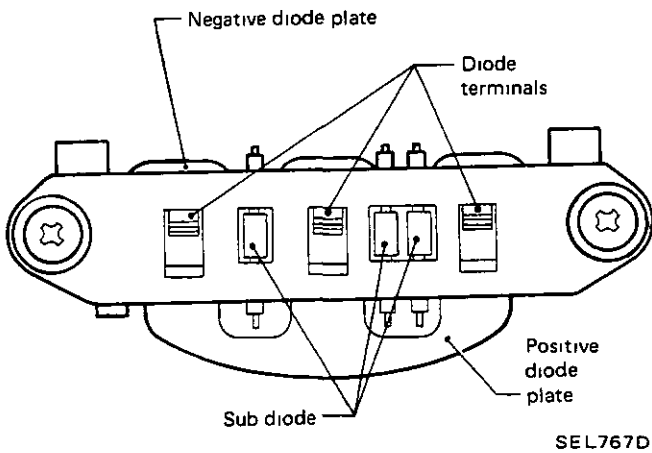 Negative diode plate
Diode
terminals
Positive
diode
plate
Sub diode
SEL767D